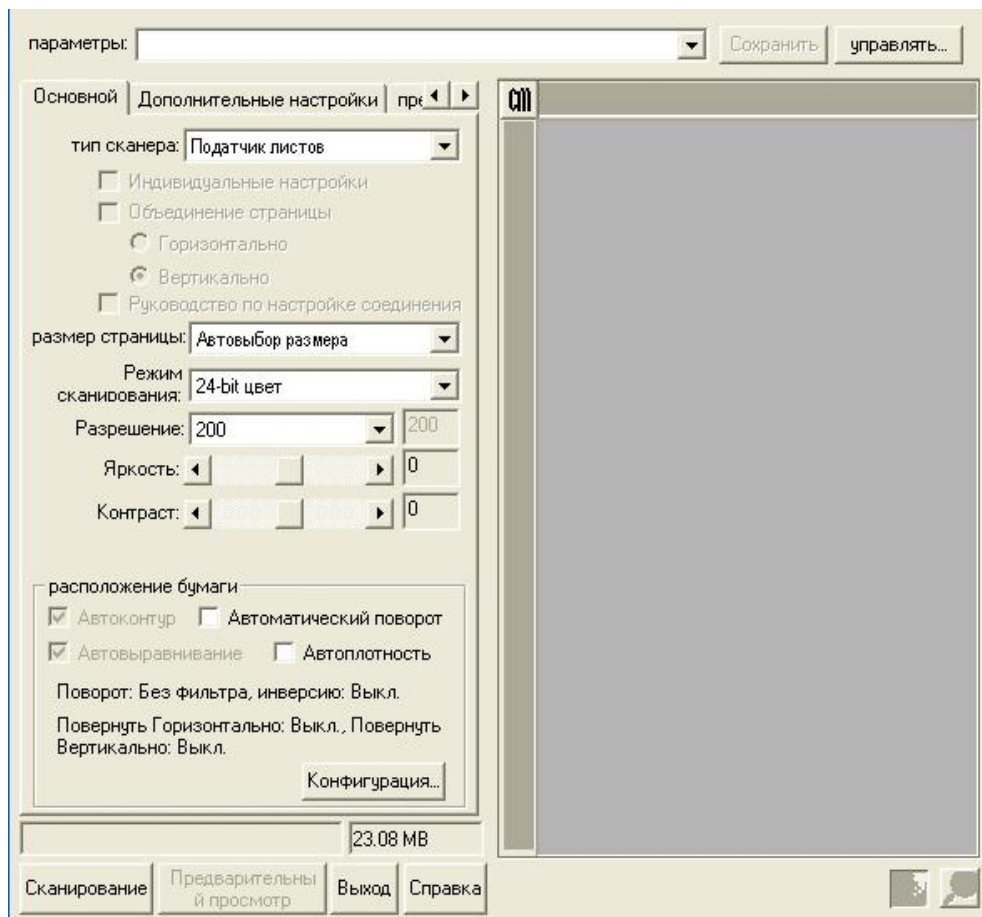 параметры:
Сохранить
управлять...
Основной
Дополнительные настройки
тип сканера: Податчик листов
Индивидуальные настройки
Объединение страницы
Горизонтально
Вертикально
Руководство по настройке соединения
размер страницы: Автовыбор размера
Режим
сканирования: 24-bit цвет
Разрешение: 200 200
Яркость: 0
Контраст: 0
расположение бумаги
Автоконтур Автоматический поворот
Автовыравнивание Автоплотность
Поворот: Без фильтра, инверсию: Выкл.
Повернуть Горизонтально: Выкл., Повернуть
Вертикально: Выкл.
Конфигурация...
23.08 MB
Сканирование
Предварительны
й просмотр
Выход
Справка